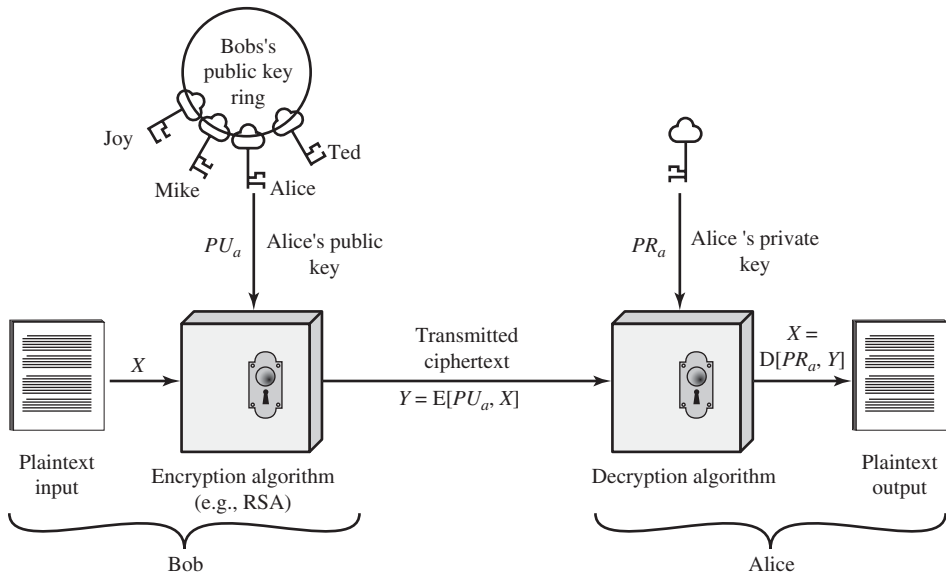 Bobs's
public key
ring
Joy
Mike
Alice
Ted
PUa
Alice's public
key
PRa
Alice 's private
key
X
Transmitted
ciphertext
Y = E[PUa, X]
X =
D[PRa, Y]
Plaintext
input
Encryption algorithm
(e.g., RSA)
Decryption algorithm
Plaintext
output
Bob
Alice